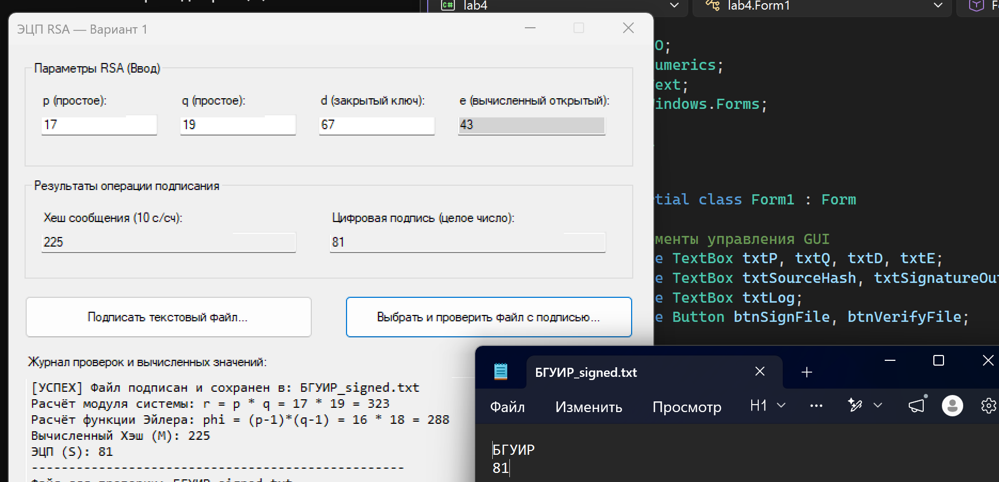 lab4
lab4.Form1
ЭЦП RSA — Вариант 1
O;
umerics;
ext;
indows.Forms;
Параметры RSA (Ввод)
p (простое): q (простое): d (закрытый ключ): e (вычисленный открытый):
17 19 67 43
Результаты операции подписания
tial class Form1 : Form
Хеш сообщения (10 с/сч): Цифровая подпись (целое число):
225 81
менты управления GUI
e TextBox txtP, txtQ, txtD, txtE;
e TextBox txtSourceHash, txtSignatureOu
e TextBox txtLog;
e Button btnSignFile, btnVerifyFile;
Подписать текстовый файл... Выбрать и проверить файл с подписью...
Журнал проверок и вычисленных значений:
[УСПЕХ] Файл подписан и сохранен в: БГУИР_signed.txt
Расчёт модуля системы: r = p * q = 17 * 19 = 323
Расчёт функции Эйлера: phi = (p-1)*(q-1) = 16 * 18 = 288
Вычисленный Хэш (M): 225
ЭЦП (S): 81
--------------------------------------------------
БГУИР_signed.txt
Файл Изменить Просмотр H1
БГУИР
81